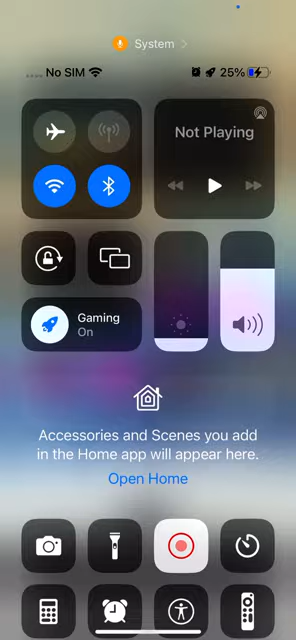 System
No SIM
25%
Not Playing
Gaming
On
Accessories and Scenes you add
in the Home app will appear here.
Open Home